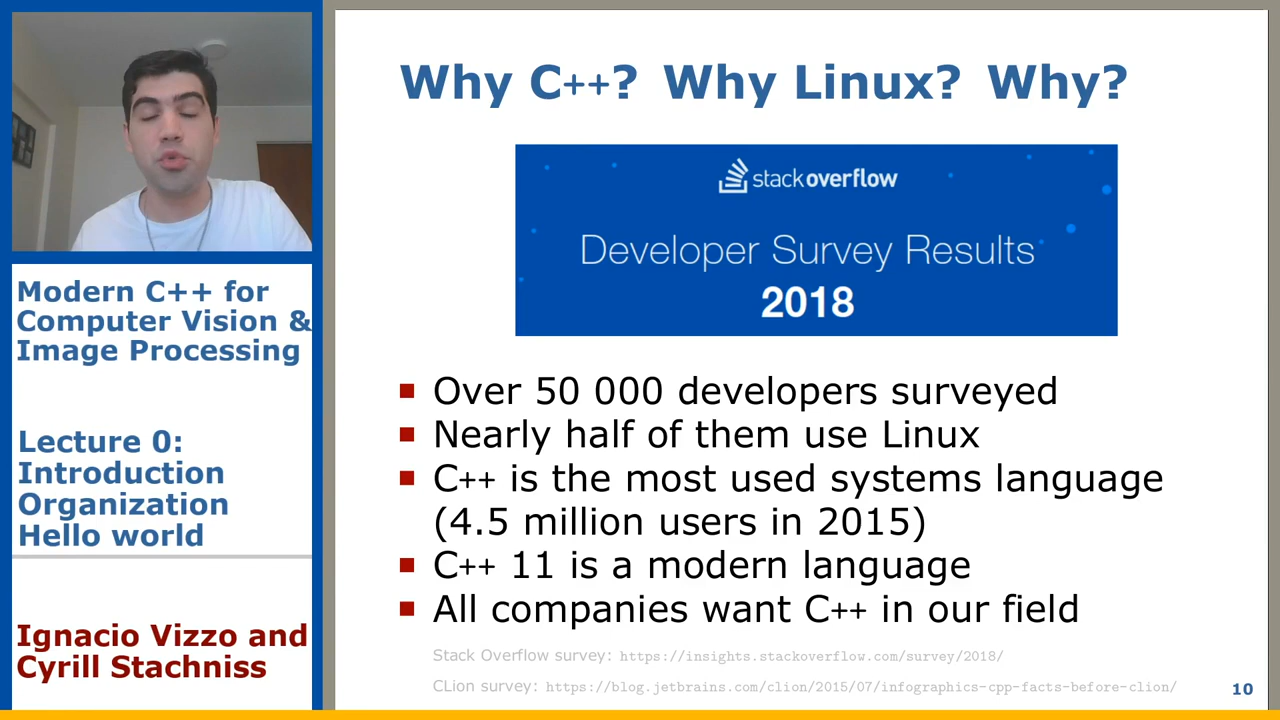 Modern C++ for
Computer Vision &
Image Processing
Lecture 0:
Introduction
Organization
Hello world
Ignacio Vizzo and
Cyrill Stachniss
Why C++? Why Linux? Why?
stackoverflow
Developer Survey Results
2018
Over 50 000 developers surveyed
Nearly half of them use Linux
C++ is the most used systems language
(4.5 million users in 2015)
C++ 11 is a modern language
All companies want C++ in our field
Stack Overflow survey: https://insights.stackoverflow.com/survey/2018/
CLion survey: https://blog.jetbrains.com/clion/2015/07/infographics-cpp-facts-before-clion/
10